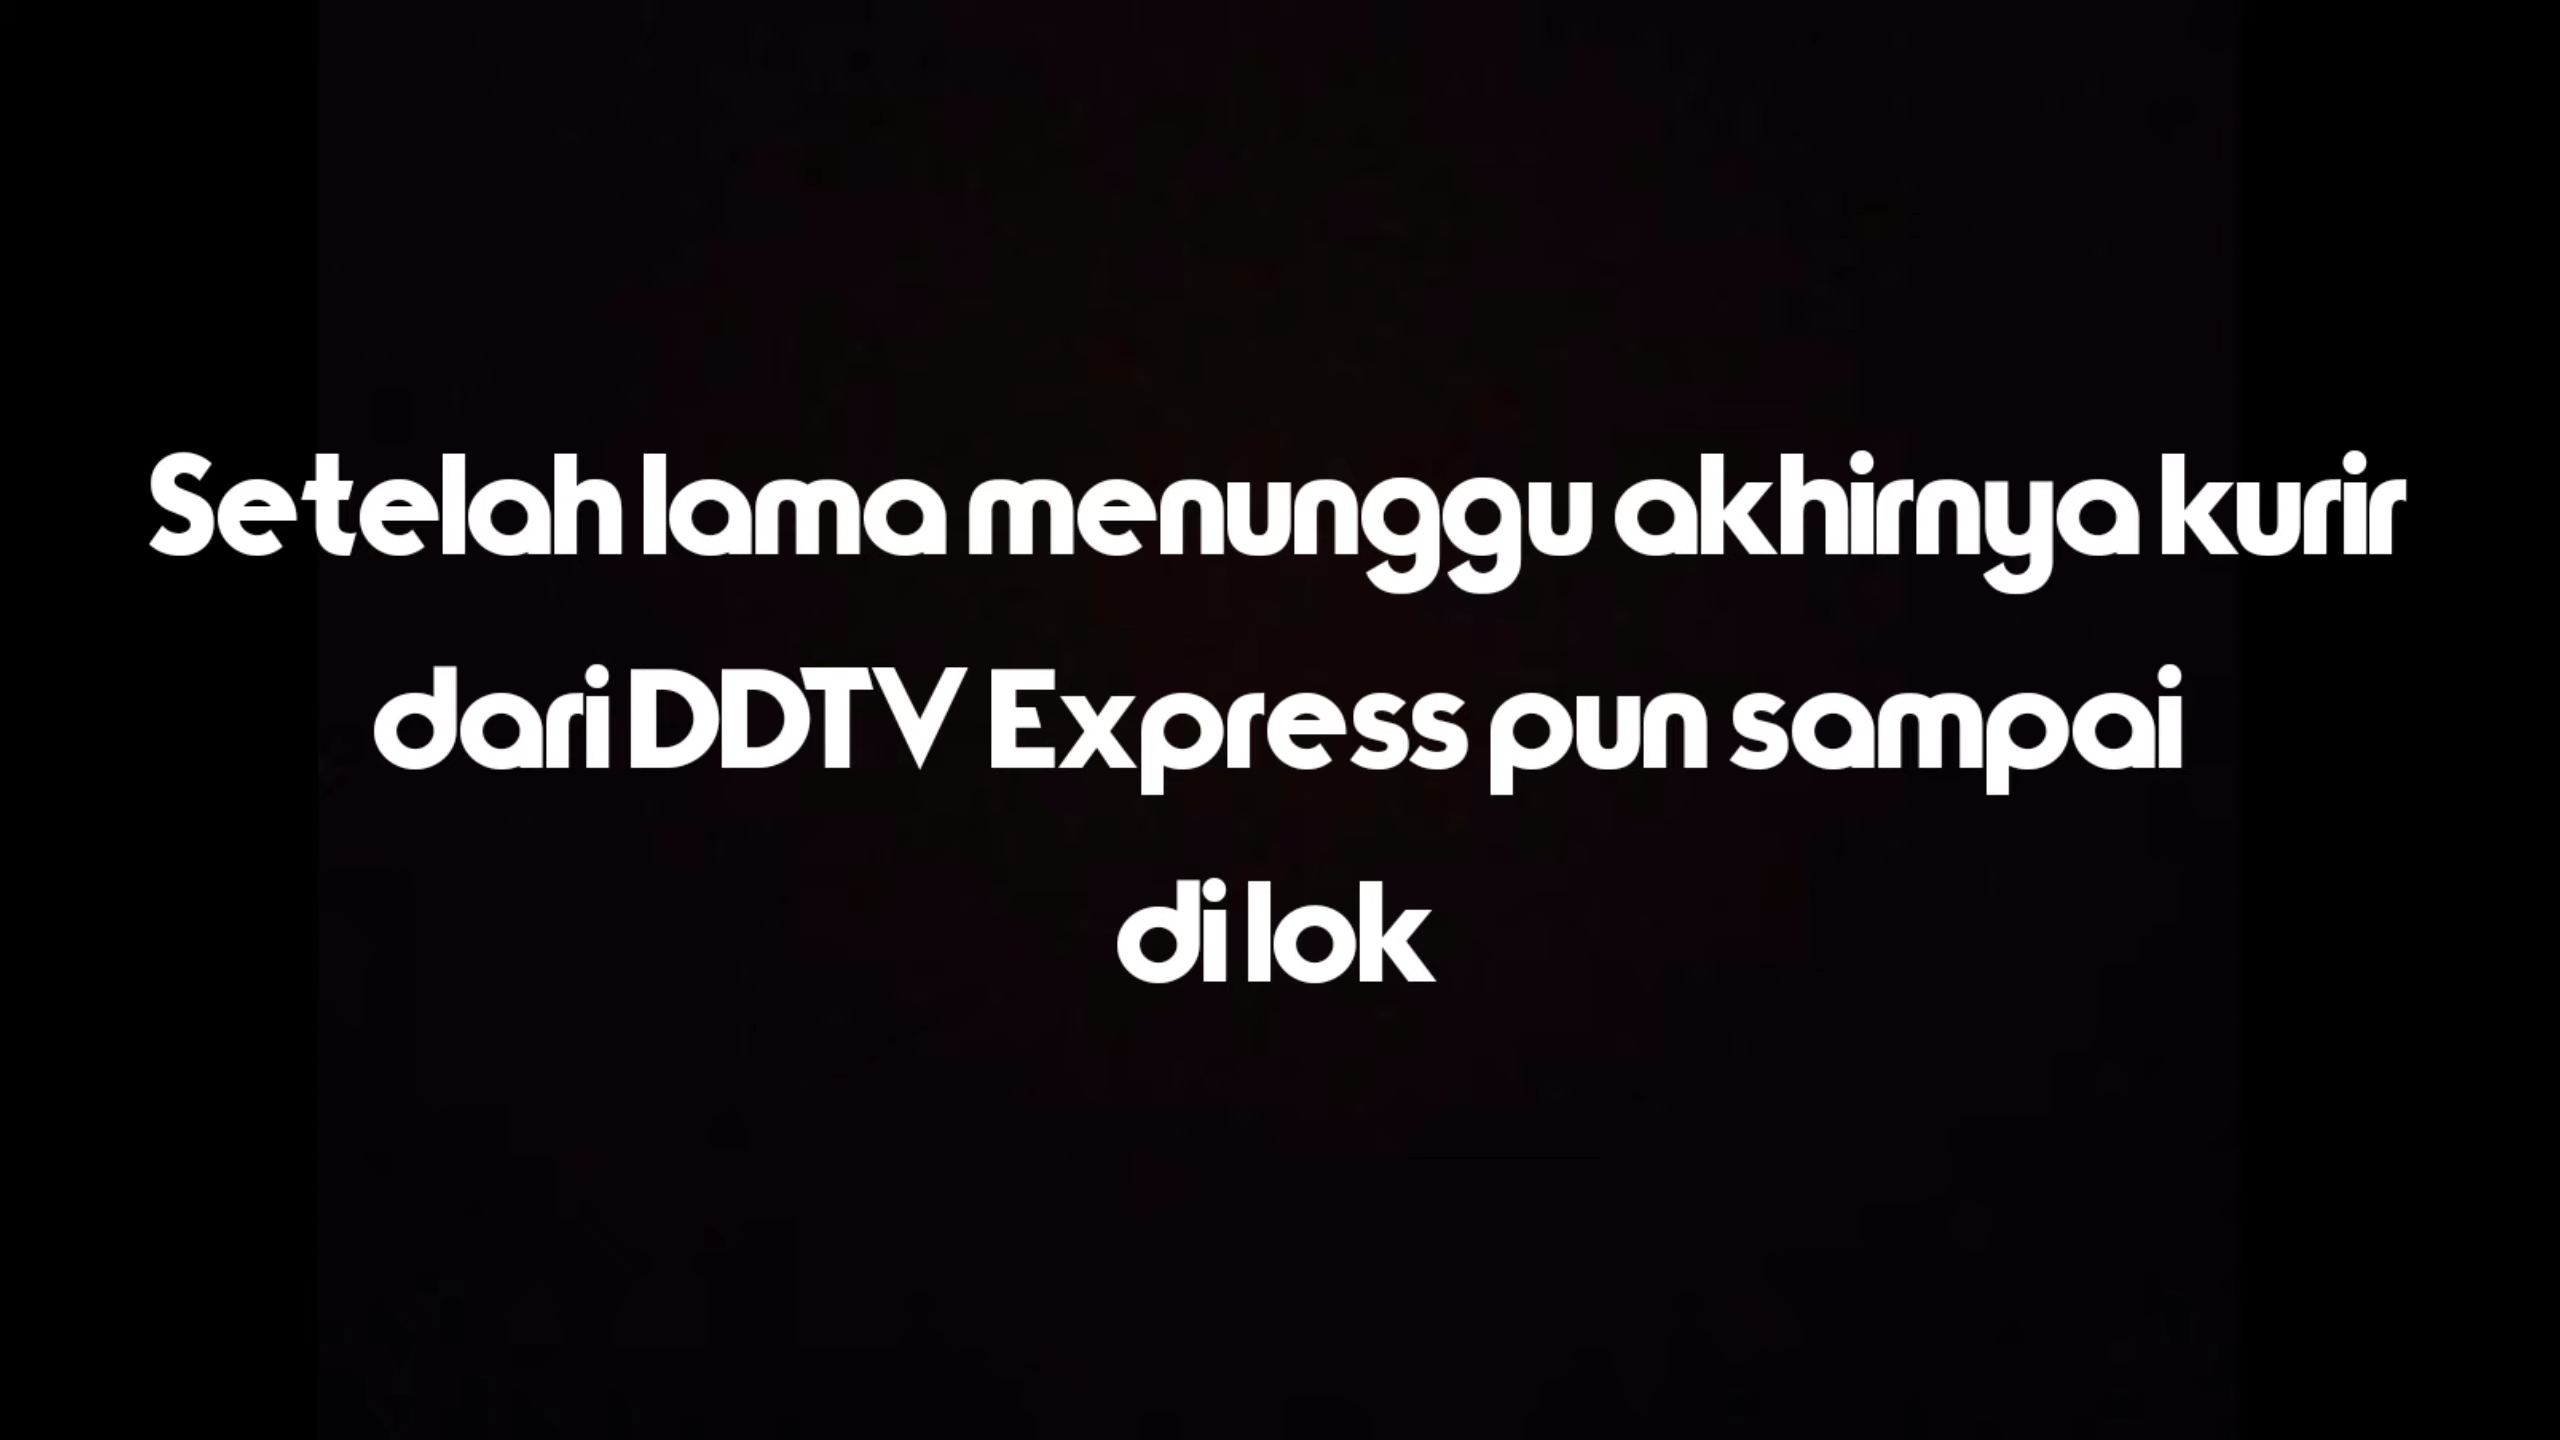 Setelah lama menunggu akhirnya kurir
dari DDTV Express pun sampai
di lok